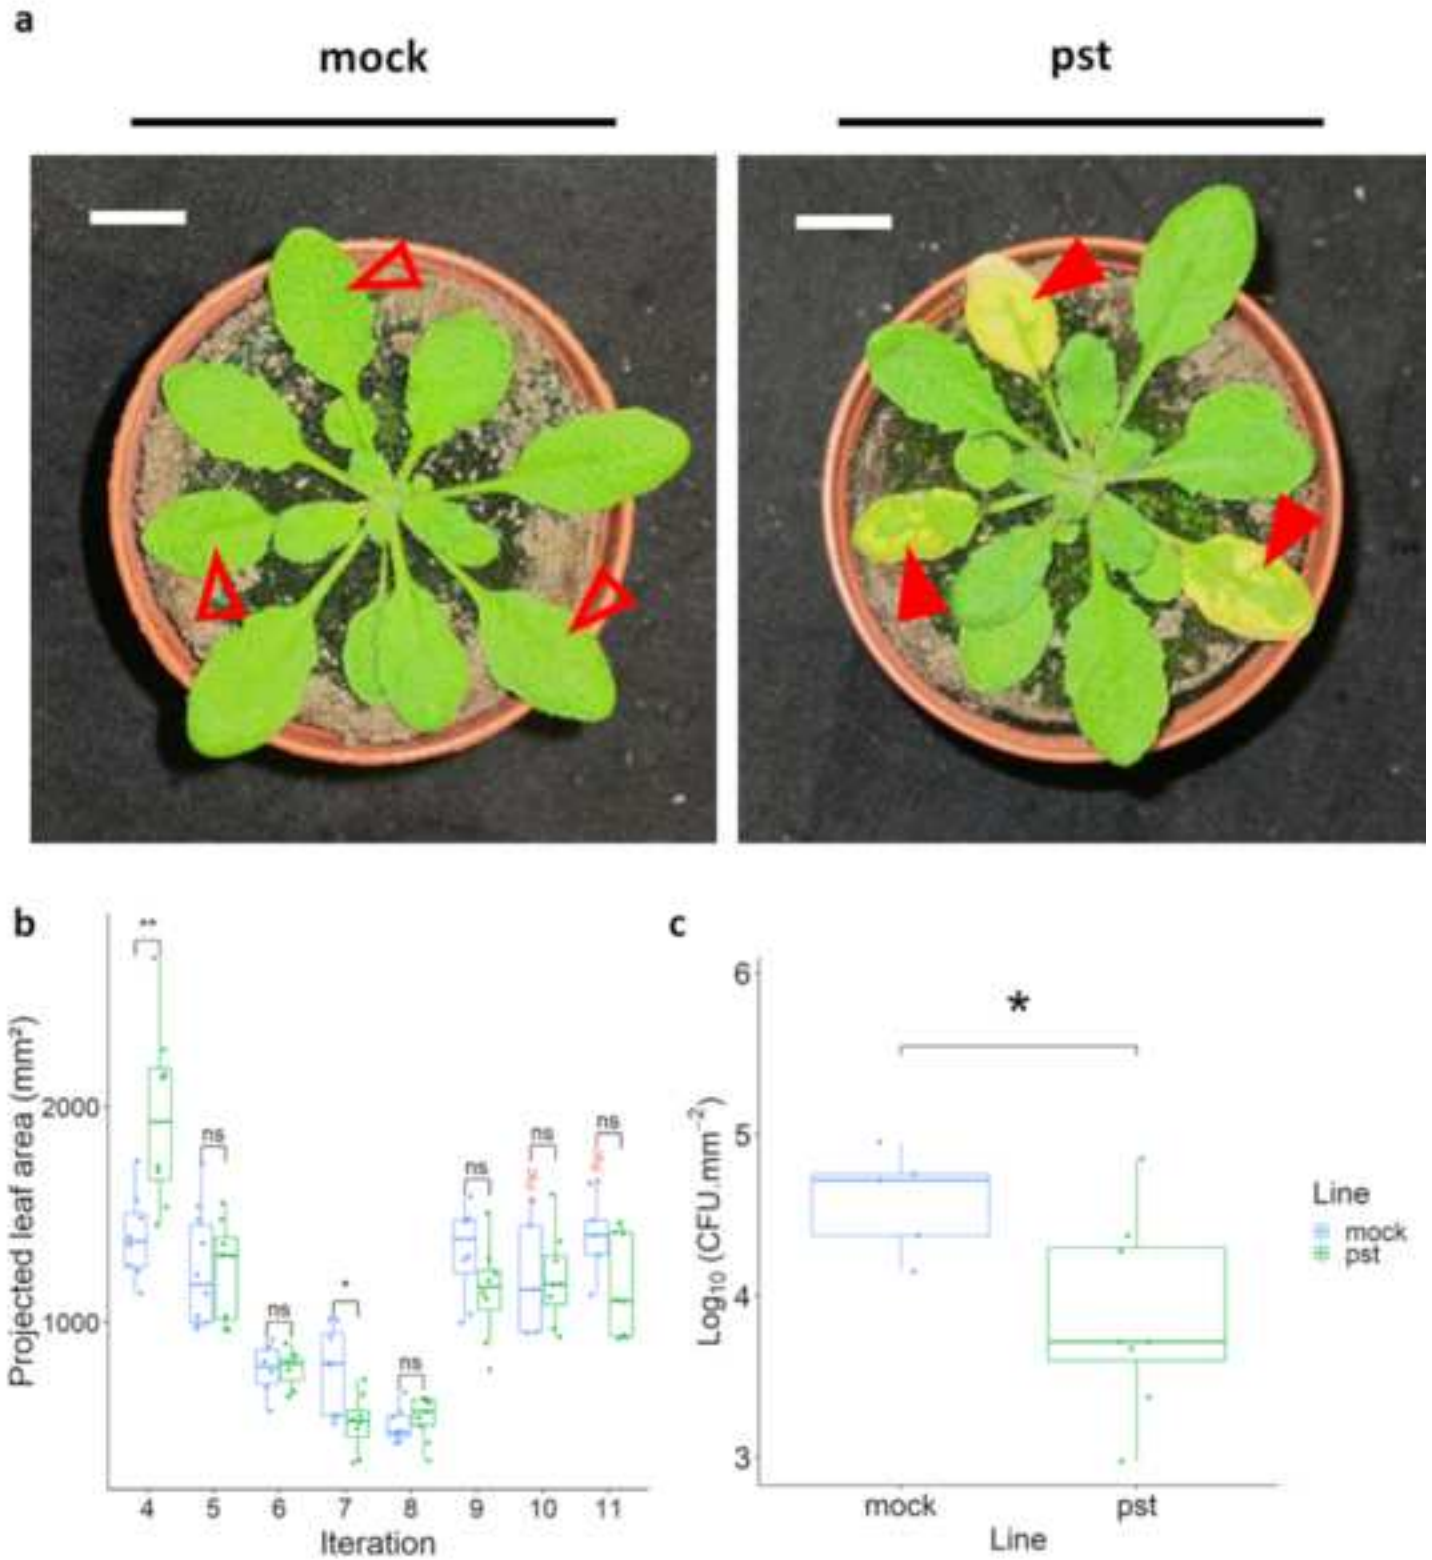 a
mock
pst
b
c
Projected leaf area (mm²)
2000
1000
**
ns
ns
*
ns
ns
ns
ns
4 5 6 7 8 9 10 11
Iteration
Log10 (CFU.mm⁻²)
6
5
4
3
*
mock pst
Line
Line
mock
pst